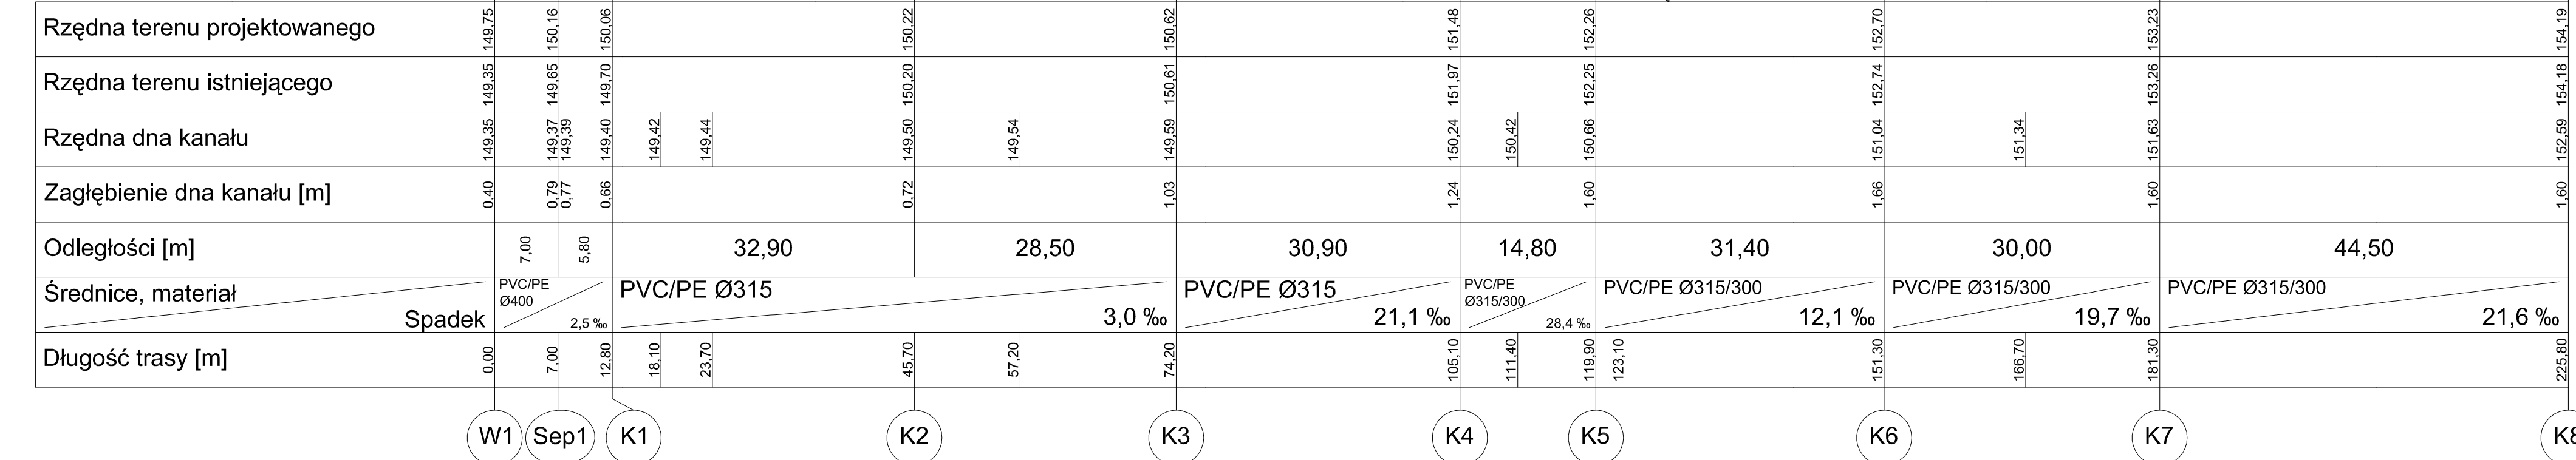 Rzędna terenu projektowanego 149,75 150,16 150,06 150,22 150,62 151,48 152,26 152,70 153,23 154,19
Rzędna terenu istniejącego 149,35 149,65 149,70 150,20 150,61 151,97 152,25 152,74 153,26 154,18
Rzędna dna kanału 149,35 149,37 149,39 149,40 149,42 149,44 149,50 149,54 149,59 150,24 150,42 150,66 151,04 151,34 151,63 152,59
Zagłębienie dna kanału [m] 0,40 0,79 0,77 0,66 0,72 1,03 1,24 1,60 1,66 1,60 1,60
Odległości [m] 7,00 5,80 32,90 28,50 30,90 14,80 31,40 30,00 44,50
Średnice, materiał PVC/PE Ø400 PVC/PE Ø315 PVC/PE Ø315 PVC/PE Ø315/300 PVC/PE Ø315/300 PVC/PE Ø315/300 PVC/PE Ø315/300
Spadek 2,5 ‰ 3,0 ‰ 21,1 ‰ 28,4 ‰ 12,1 ‰ 19,7 ‰ 21,6 ‰
Długość trasy [m] 0,00 7,00 12,80 18,10 23,70 45,70 57,20 74,20 105,10 111,40 119,90 123,10 151,30 166,70 181,30 225,80
W1 Sep1 K1 K2 K3 K4 K5 K6 K7 K8